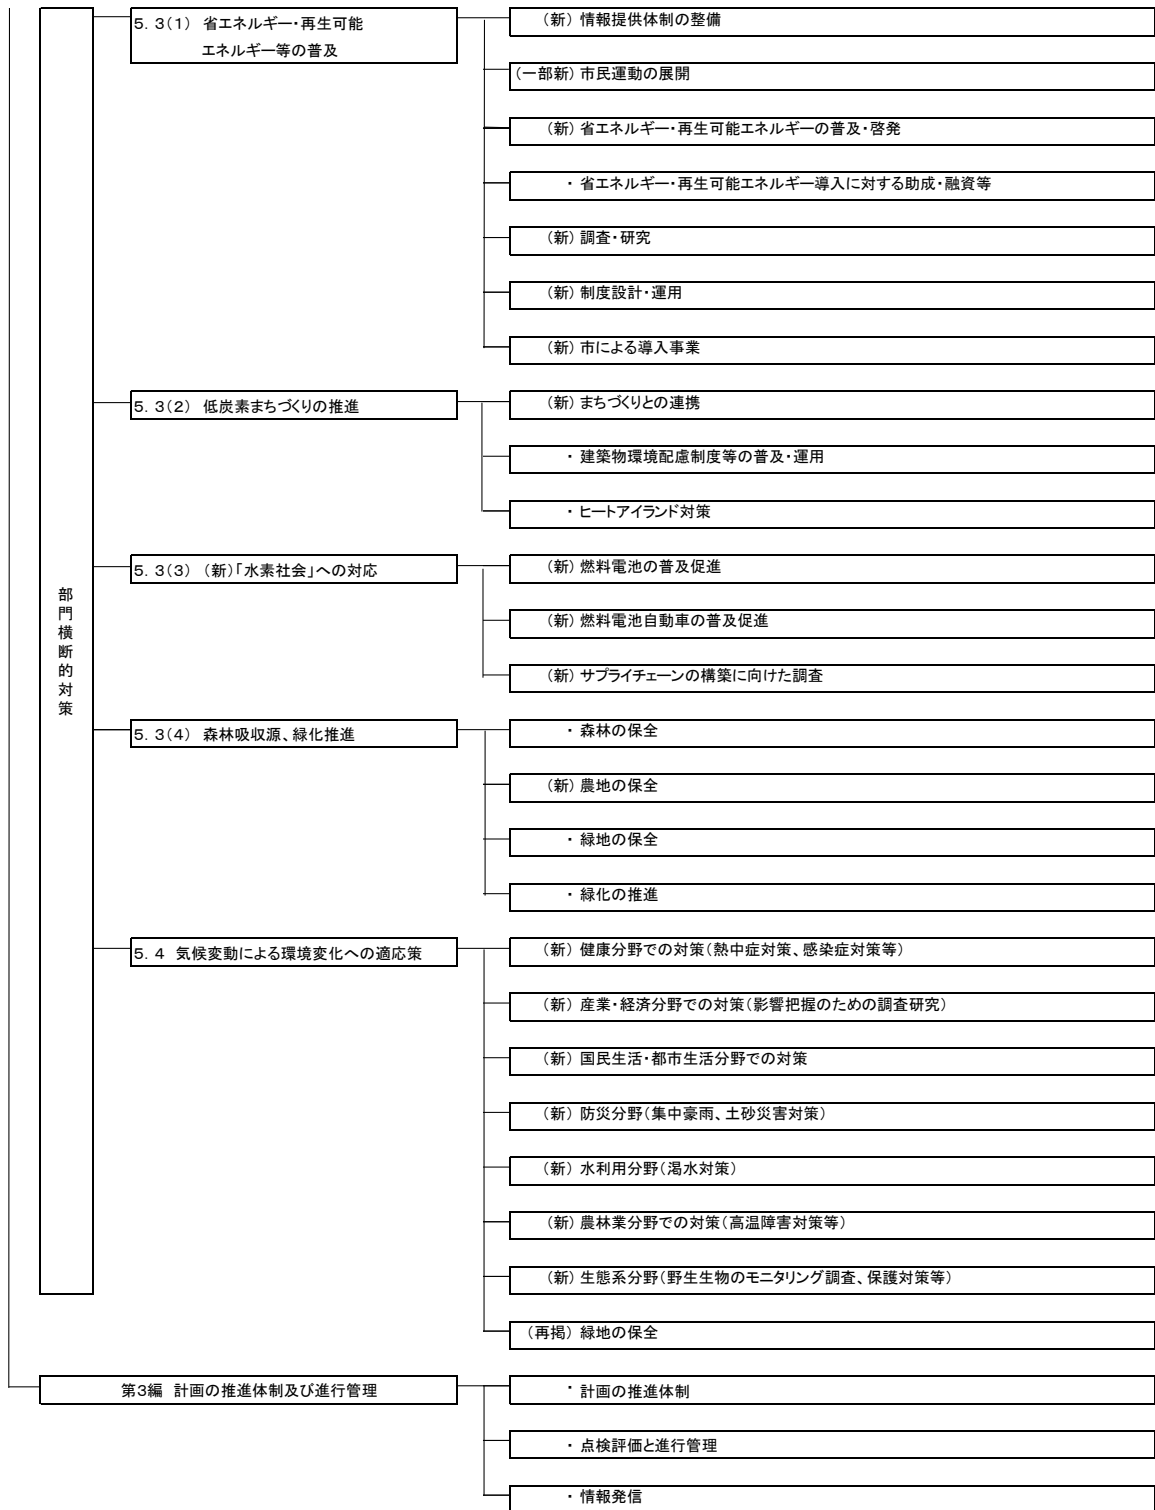 部門横断的対策
5．3(1) 省エネルギー・再生可能
エネルギー等の普及
（新） 情報提供体制の整備
（一部新） 市民運動の展開
（新） 省エネルギー・再生可能エネルギーの普及・啓発
・ 省エネルギー・再生可能エネルギー導入に対する助成・融資等
（新） 調査・研究
（新） 制度設計・運用
（新） 市による導入事業
5．3(2) 低炭素まちづくりの推進
（新） まちづくりとの連携
・ 建築物環境配慮制度等の普及・運用
・ ヒートアイランド対策
5．3(3) （新）「水素社会」への対応
（新） 燃料電池の普及促進
（新） 燃料電池自動車の普及促進
（新） サプライチェーンの構築に向けた調査
5．3(4) 森林吸収源、緑化推進
・ 森林の保全
（新） 農地の保全
・ 緑地の保全
・ 緑化の推進
5．4 気候変動による環境変化への適応策
（新） 健康分野での対策（熱中症対策、感染症対策等）
（新） 産業・経済分野での対策（影響把握のための調査研究）
（新） 国民生活・都市生活分野での対策
（新） 防災分野（集中豪雨、土砂災害対策）
（新） 水利用分野（渇水対策）
（新） 農林業分野での対策（高温障害対策等）
（新） 生態系分野（野生生物のモニタリング調査、保護対策等）
（再掲） 緑地の保全
第3編 計画の推進体制及び進行管理
・ 計画の推進体制
・ 点検評価と進行管理
・ 情報発信